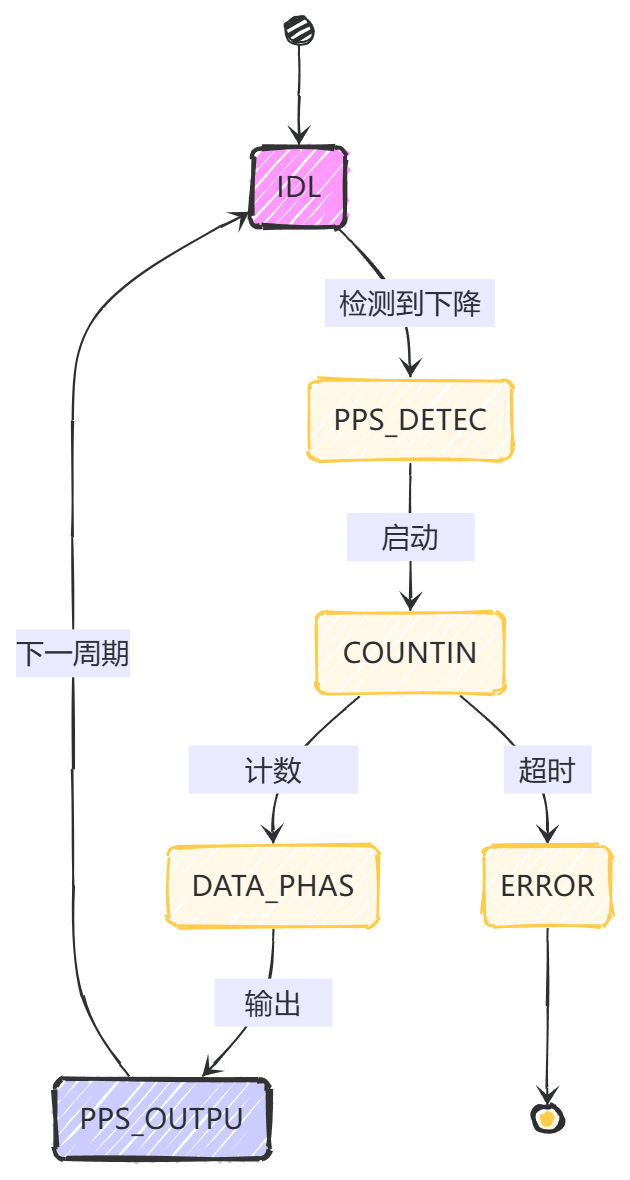 IDL
检测到下降
PPS_DETEC
启动
COUNTIN
下一周期
计数
超时
DATA_PHAS
ERROR
输出
PPS_OUTPU